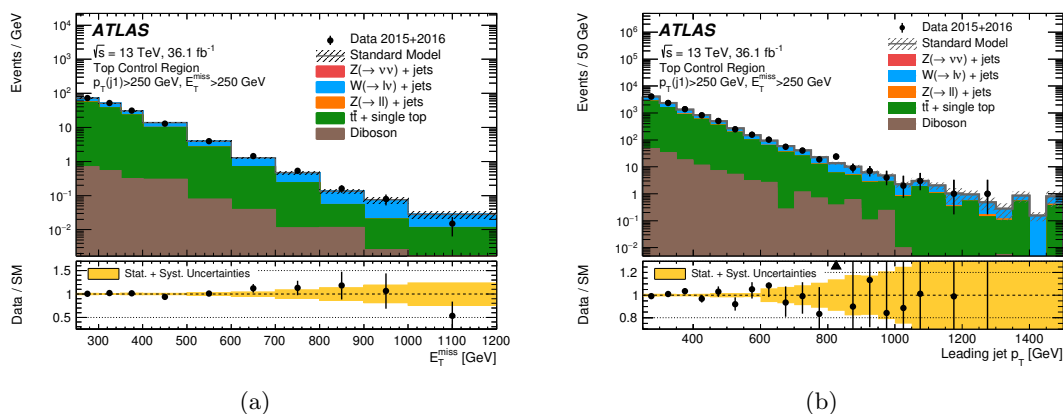 Events / GeV
10⁴
10³
10²
10
1
10⁻¹
10⁻²
ATLAS
√s = 13 TeV, 36.1 fb⁻¹
Top Control Region
p_T(j1)>250 GeV, E_T^miss>250 GeV
Data 2015+2016
Standard Model
Z(→ νν) + jets
W(→ lν) + jets
Z(→ ll) + jets
tt̄ + single top
Diboson
Data / SM
1.5
1
0.5
Stat. + Syst. Uncertainties
300 400 500 600 700 800 900 1000 1100 1200
E_T^miss [GeV]
(a)
Events / 50 GeV
10⁶
10⁵
10⁴
10³
10²
10
1
10⁻¹
10⁻²
ATLAS
√s = 13 TeV, 36.1 fb⁻¹
Top Control Region
p_T(j1)>250 GeV, E_T^miss>250 GeV
Data 2015+2016
Standard Model
Z(→ νν) + jets
W(→ lν) + jets
Z(→ ll) + jets
tt̄ + single top
Diboson
Data / SM
1.2
1
0.8
Stat. + Syst. Uncertainties
400 600 800 1000 1200 1400
Leading jet p_T [GeV]
(b)